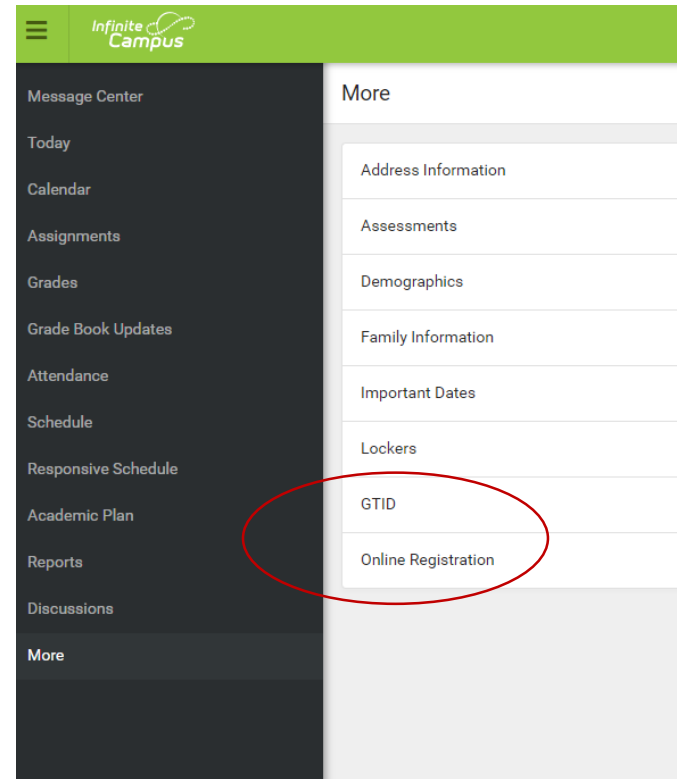 Infinite
Campus
Message Center
Today
Calendar
Assignments
Grades
Grade Book Updates
Attendance
Schedule
Responsive Schedule
Academic Plan
Reports
Discussions
More
More
Address Information
Assessments
Demographics
Family Information
Important Dates
Lockers
GTID
Online Registration